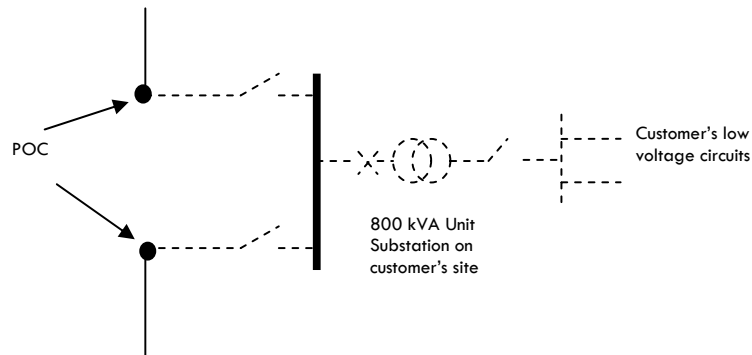 POC
Customer's low
voltage circuits
800 kVA Unit
Substation on
customer's site